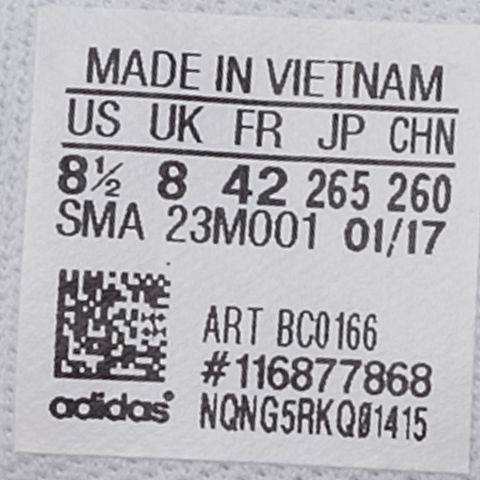 MADE IN VIETNAM
US UK FR JP CHN
8½ 8 42 265 260
SMA 23M001 01/17
ART BC0166
#116877868
adidas®
NQNG5RKQ01415